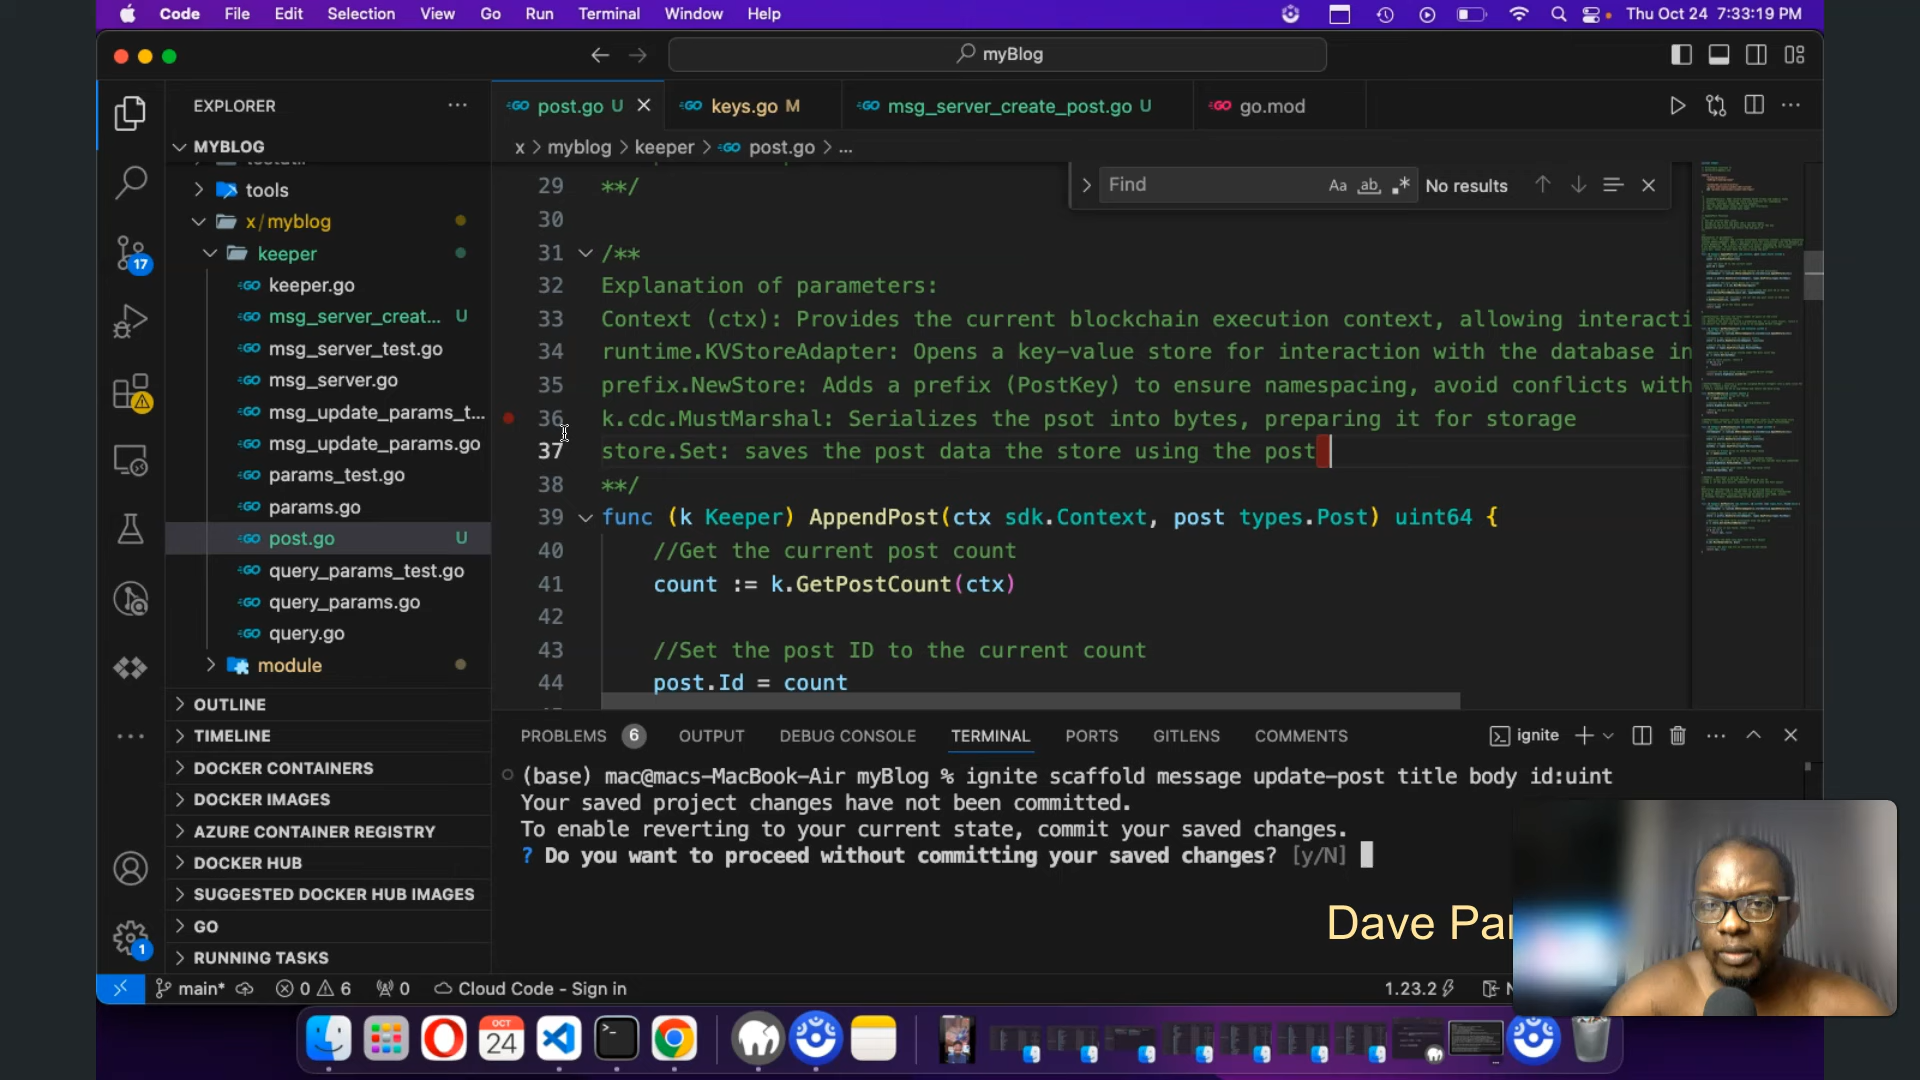 Code File Edit Selection View Go Run Terminal Window Help Thu Oct 24 7:33:19 PM
myBlog
EXPLORER
post.go U keys.go M msg_server_create_post.go U go.mod
MYBLOG
x > myblog > keeper > post.go > ...
tools
x / myblog
keeper
keeper.go
msg_server_creat... U
msg_server_test.go
msg_server.go
msg_update_params_t...
msg_update_params.go
params_test.go
params.go
post.go U
query_params_test.go
query_params.go
query.go
module
OUTLINE
TIMELINE
DOCKER CONTAINERS
DOCKER IMAGES
AZURE CONTAINER REGISTRY
DOCKER HUB
SUGGESTED DOCKER HUB IMAGES
GO
RUNNING TASKS
17
1
Find Aa ab No results
29 **/
30
31 /**
32 Explanation of parameters:
33 Context (ctx): Provides the current blockchain execution context, allowing interacti
34 runtime.KVStoreAdapter: Opens a key-value store for interaction with the database in
35 prefix.NewStore: Adds a prefix (PostKey) to ensure namespacing, avoid conflicts with
36 k.cdc.MustMarshal: Serializes the psot into bytes, preparing it for storage
37 store.Set: saves the post data the store using the post
38 **/
39 func (k Keeper) AppendPost(ctx sdk.Context, post types.Post) uint64 {
40 //Get the current post count
41 count := k.GetPostCount(ctx)
42
43 //Set the post ID to the current count
44 post.Id = count
PROBLEMS 6 OUTPUT DEBUG CONSOLE TERMINAL PORTS GITLENS COMMENTS ignite
(base) mac@macs-MacBook-Air myBlog % ignite scaffold message update-post title body id:uint
Your saved project changes have not been committed.
To enable reverting to your current state, commit your saved changes.
? Do you want to proceed without committing your saved changes? [y/N]
Dave Par
main* 0 6 0 Cloud Code - Sign in 1.23.2
OCT
24